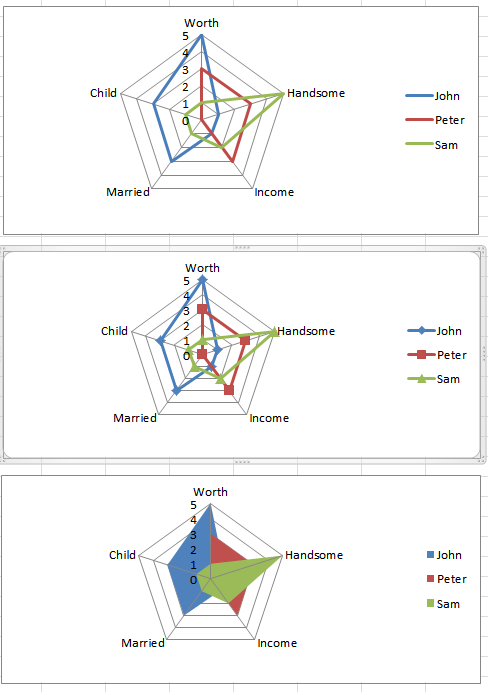 Worth
5
4
3
2
1
0
Child
Handsome
Married
Income
John
Peter
Sam
Worth
5
4
3
2
1
0
Child
Handsome
Married
Income
John
Peter
Sam
Worth
5
4
3
2
1
0
Child
Handsome
Married
Income
John
Peter
Sam